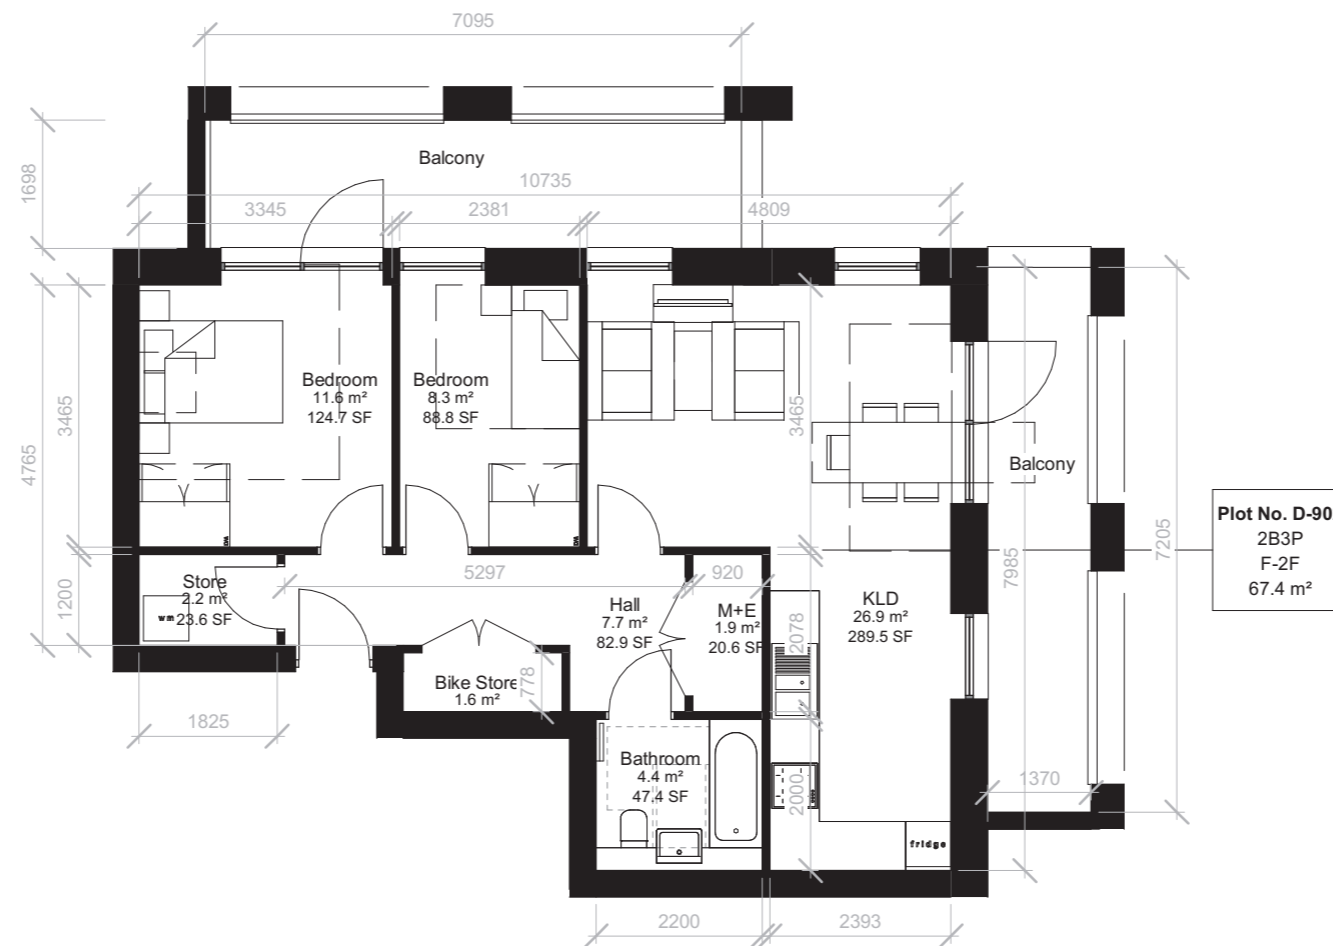 7095
Balcony
1698
10735
3345
2381
4809
Bedroom
11.6 m²
124.7 SF
Bedroom
8.3 m²
88.8 SF
3465
4765
3465
Balcony
Plot No. D-90
2B3P
F-2F
67.4 m²
7205
7985
1200
Store
2.2 m²
wm
23.6 SF
5297
920
Hall
7.7 m²
82.9 SF
M+E
1.9 m²
20.6 SF
2078
KLD
26.9 m²
289.5 SF
Bike Store
1.6 m²
778
1825
Bathroom
4.4 m²
47.4 SF
2000
1370
fridge
2200
2393